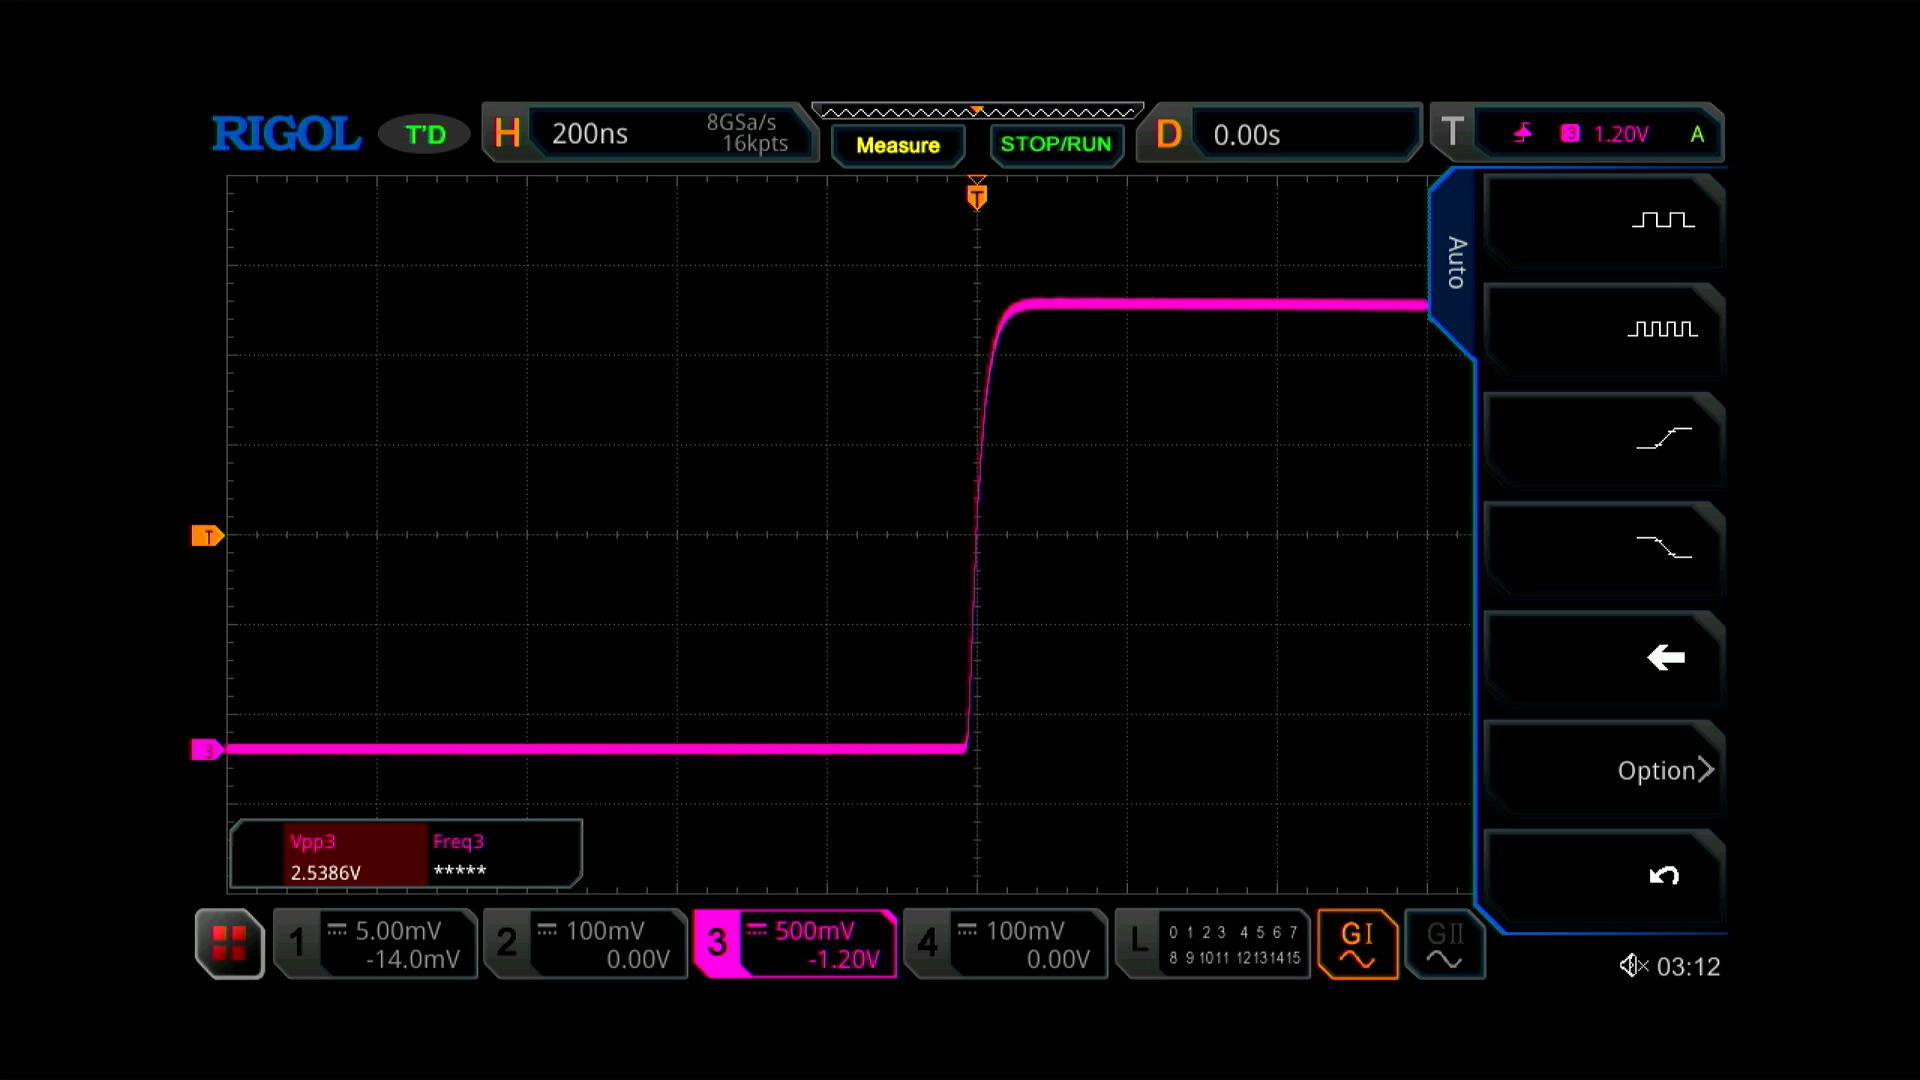 RIGOL T'D H 200ns 8GSa/s 16kpts Measure STOP/RUN D 0.00s T 3 1.20V A
T
Auto
T
3
Option
Vpp3 Freq3
2.5386V *****
1 5.00mV -14.0mV 2 100mV 0.00V 3 500mV -1.20V 4 100mV 0.00V L 0 1 2 3 4 5 6 7 8 9 10 11 12 13 14 15 GI GII
03:12